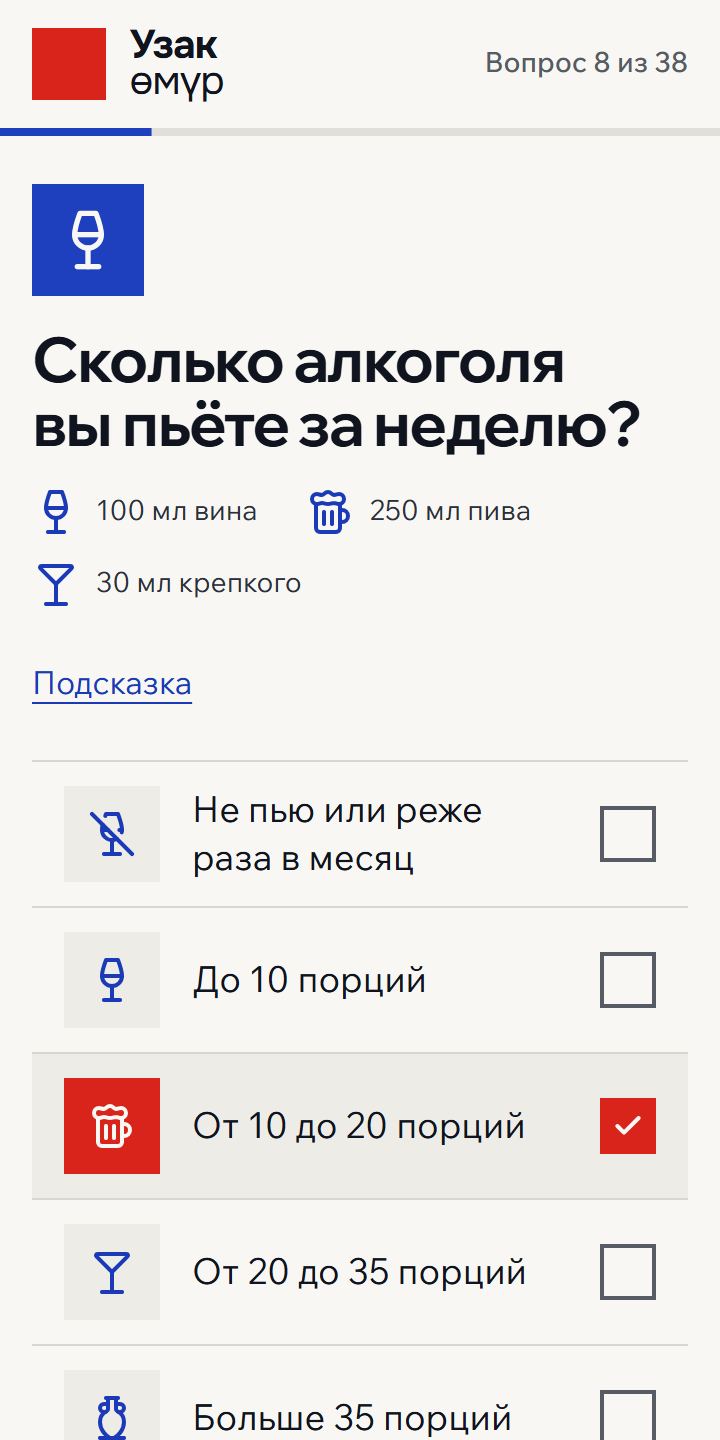 Узак
өмүр
Вопрос 8 из 38
Сколько алкоголя
вы пьёте за неделю?
100 мл вина
250 мл пива
30 мл крепкого
Подсказка
Не пью или реже
раза в месяц
До 10 порций
От 10 до 20 порций
От 20 до 35 порций
Больше 35 порций